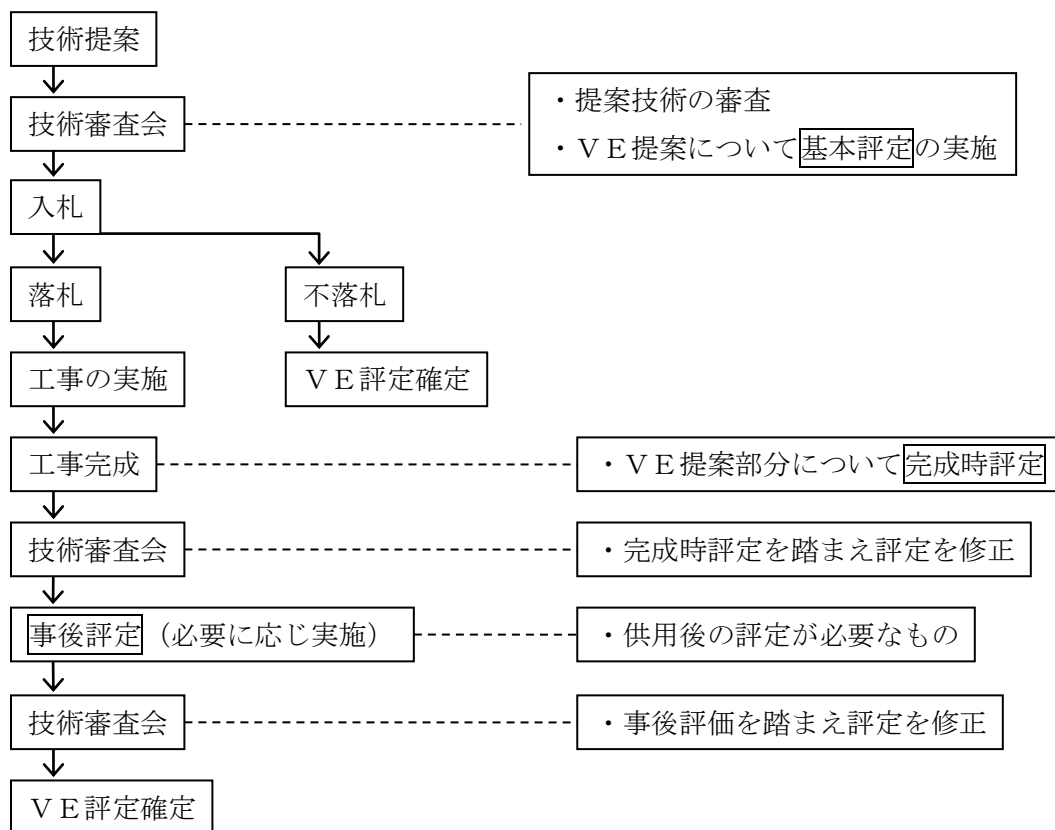 技術提案
技術審査会
・提案技術の審査
・ＶＥ提案について基本評定の実施
入札
落札
不落札
工事の実施
ＶＥ評定確定
工事完成
・ＶＥ提案部分について完成時評定
技術審査会
・完成時評定を踏まえ評定を修正
事後評定（必要に応じ実施）
・供用後の評定が必要なもの
技術審査会
・事後評価を踏まえ評定を修正
ＶＥ評定確定